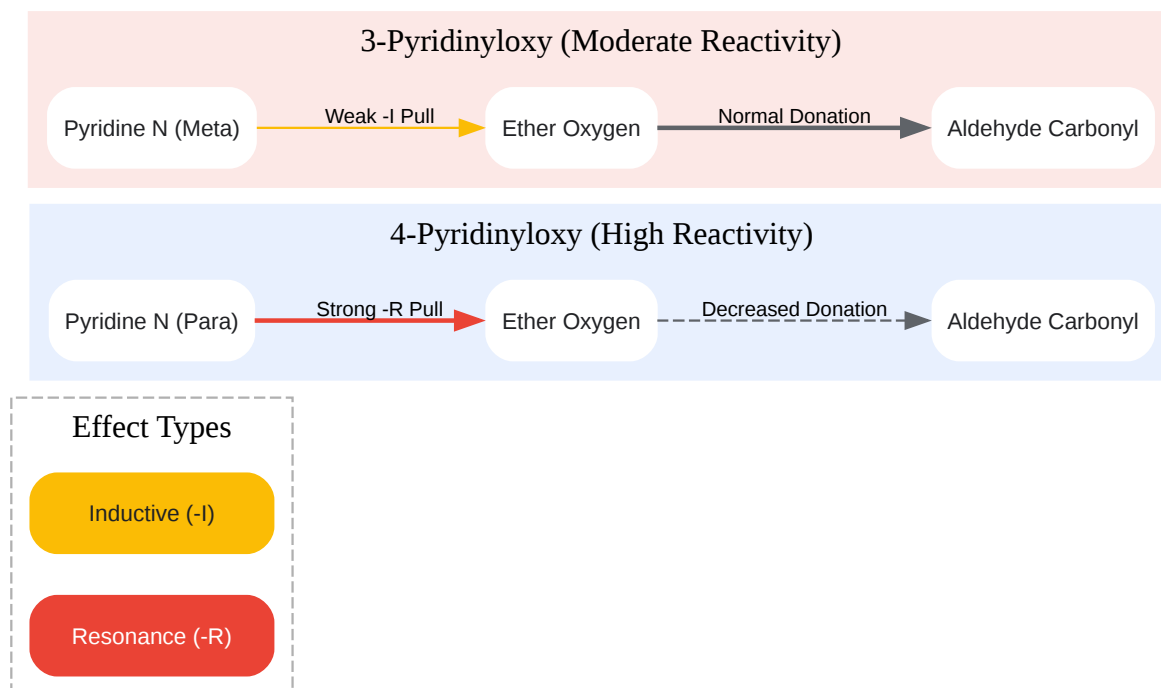 3-Pyridinyloxy (Moderate Reactivity)
Pyridine N (Meta)
Weak -I Pull
Ether Oxygen
Normal Donation
Aldehyde Carbonyl
4-Pyridinyloxy (High Reactivity)
Pyridine N (Para)
Strong -R Pull
Ether Oxygen
Decreased Donation
Aldehyde Carbonyl
Effect Types
Inductive (-I)
Resonance (-R)